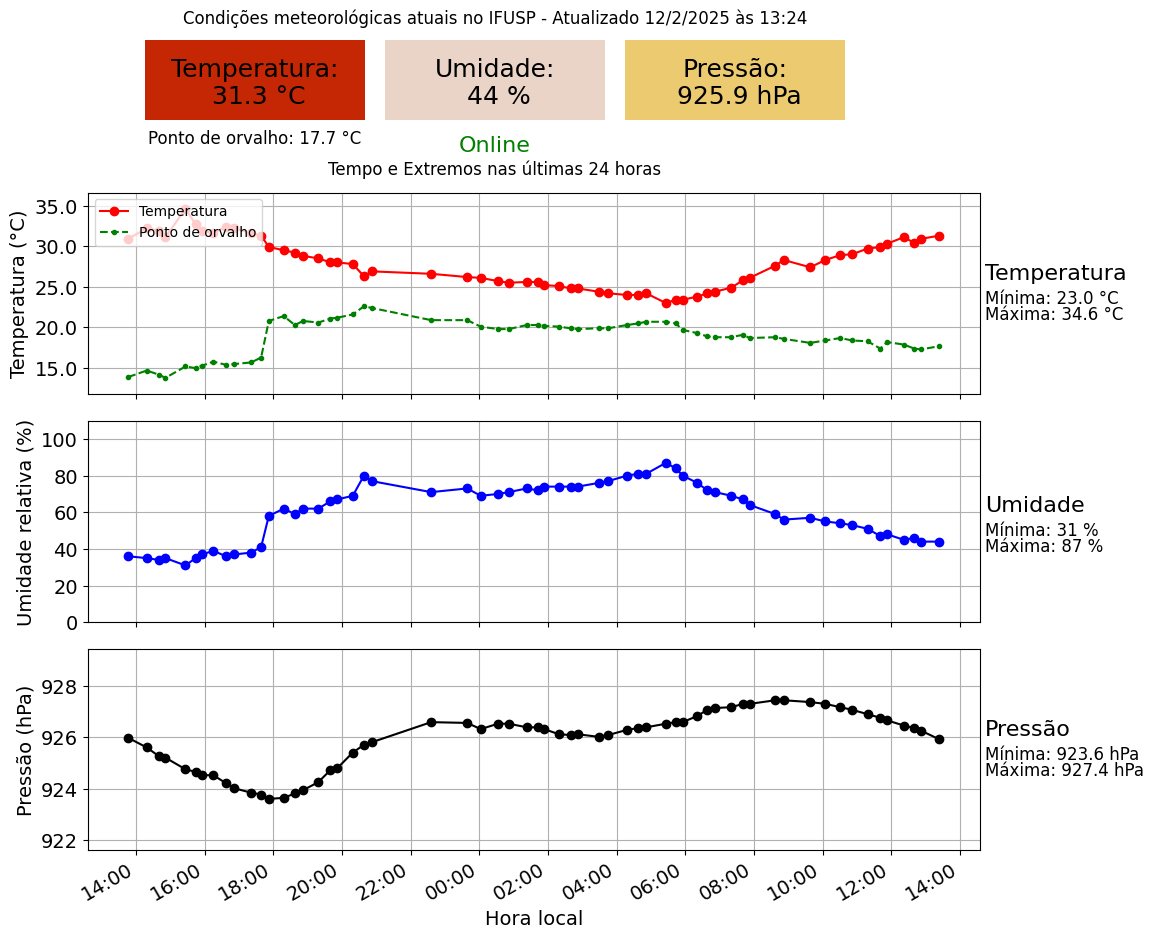 Condições meteorológicas atuais no IFUSP - Atualizado 12/2/2025 às 13:24
Temperatura:
31.3 °C
Umidade:
44 %
Pressão:
925.9 hPa
Ponto de orvalho: 17.7 °C
Online
Tempo e Extremos nas últimas 24 horas
Temperatura (°C)
35.0
30.0
25.0
20.0
15.0
Temperatura
Ponto de orvalho
Temperatura
Mínima: 23.0 °C
Máxima: 34.6 °C
Umidade relativa (%)
100
80
60
40
20
0
Umidade
Mínima: 31 %
Máxima: 87 %
Pressão (hPa)
928
926
924
922
Pressão
Mínima: 923.6 hPa
Máxima: 927.4 hPa
14:00 16:00 18:00 20:00 22:00 00:00 02:00 04:00 06:00 08:00 10:00 12:00 14:00
Hora local